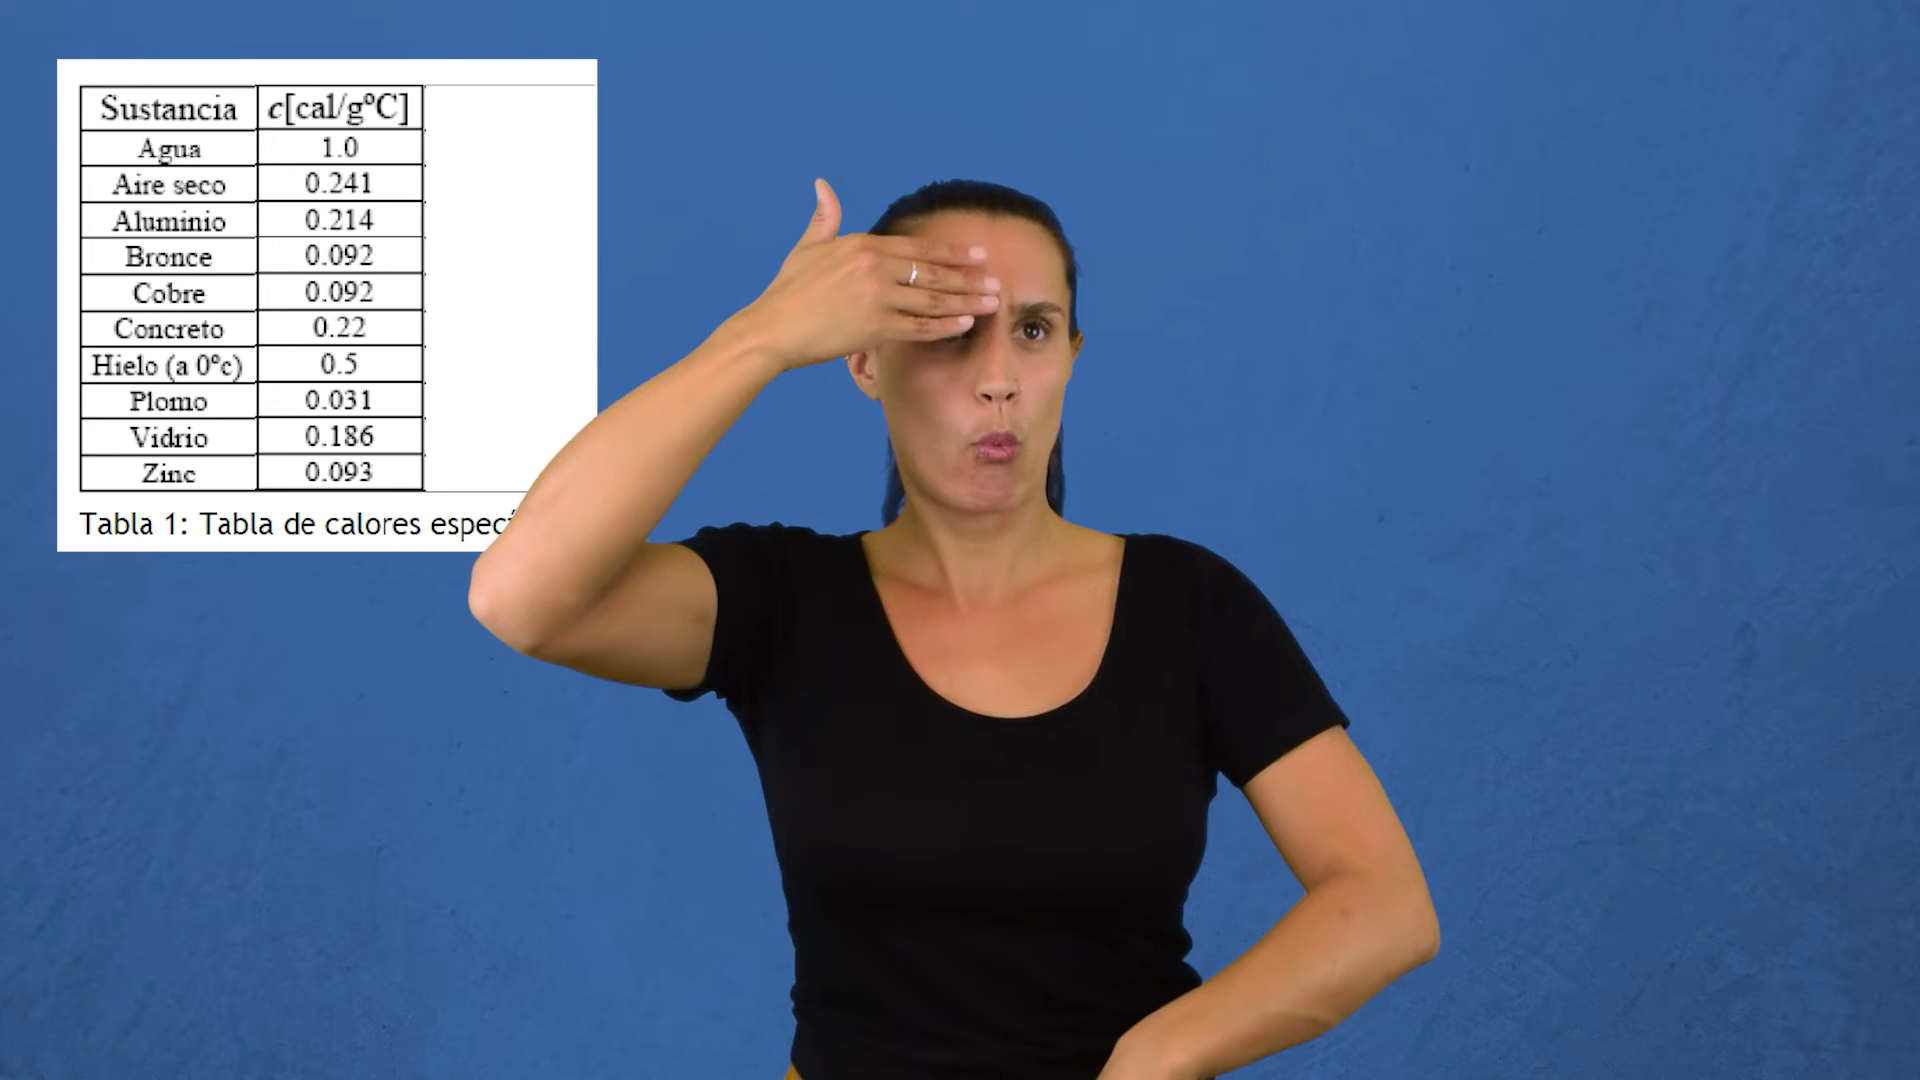 Sustancia c[cal/gºC]
Agua 1.0
Aire seco 0.241
Aluminio 0.214
Bronce 0.092
Cobre 0.092
Concreto 0.22
Hielo (a 0ºc) 0.5
Plomo 0.031
Vidrio 0.186
Zinc 0.093
Tabla 1: Tabla de calores